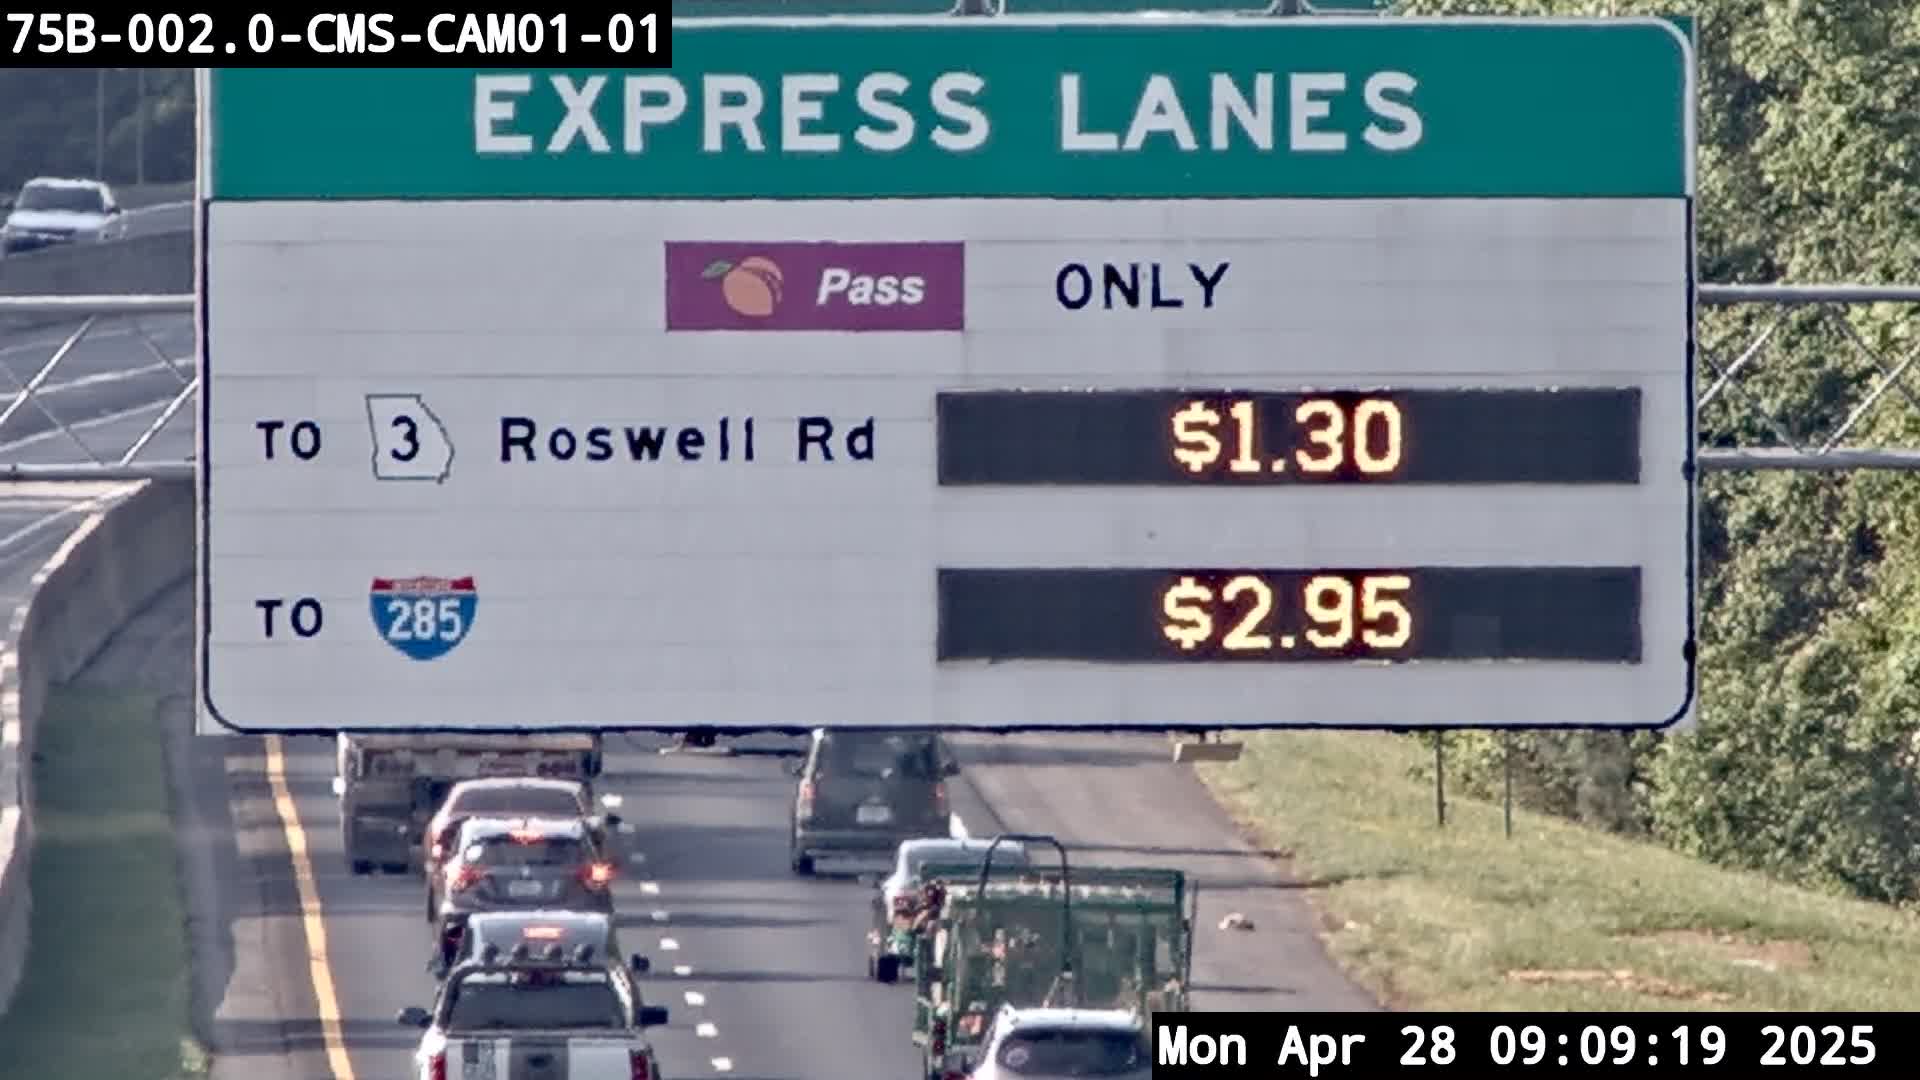 75B-002.0-CMS-CAM01-01
EXPRESS LANES
Pass ONLY
TO 3 Roswell Rd $1.30
TO 285 $2.95
Mon Apr 28 09:09:19 2025